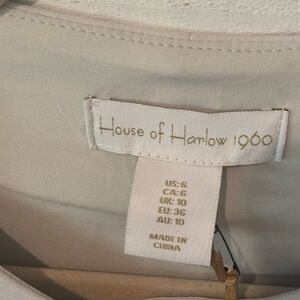 House of Harlow 1960
US: 6
CA: 6
UK: 10
EU: 36
AU: 10
MADE IN
CHINA